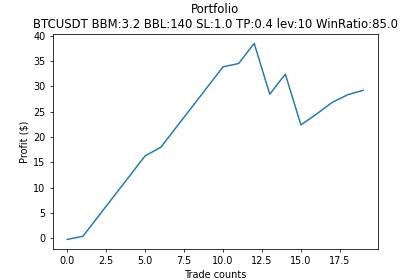 Portfolio
BTCUSDT BBM:3.2 BBL:140 SL:1.0 TP:0.4 lev:10 WinRatio:85.0
40
35
30
25
20
15
10
5
0
Profit ($)
0.0 2.5 5.0 7.5 10.0 12.5 15.0 17.5
Trade counts